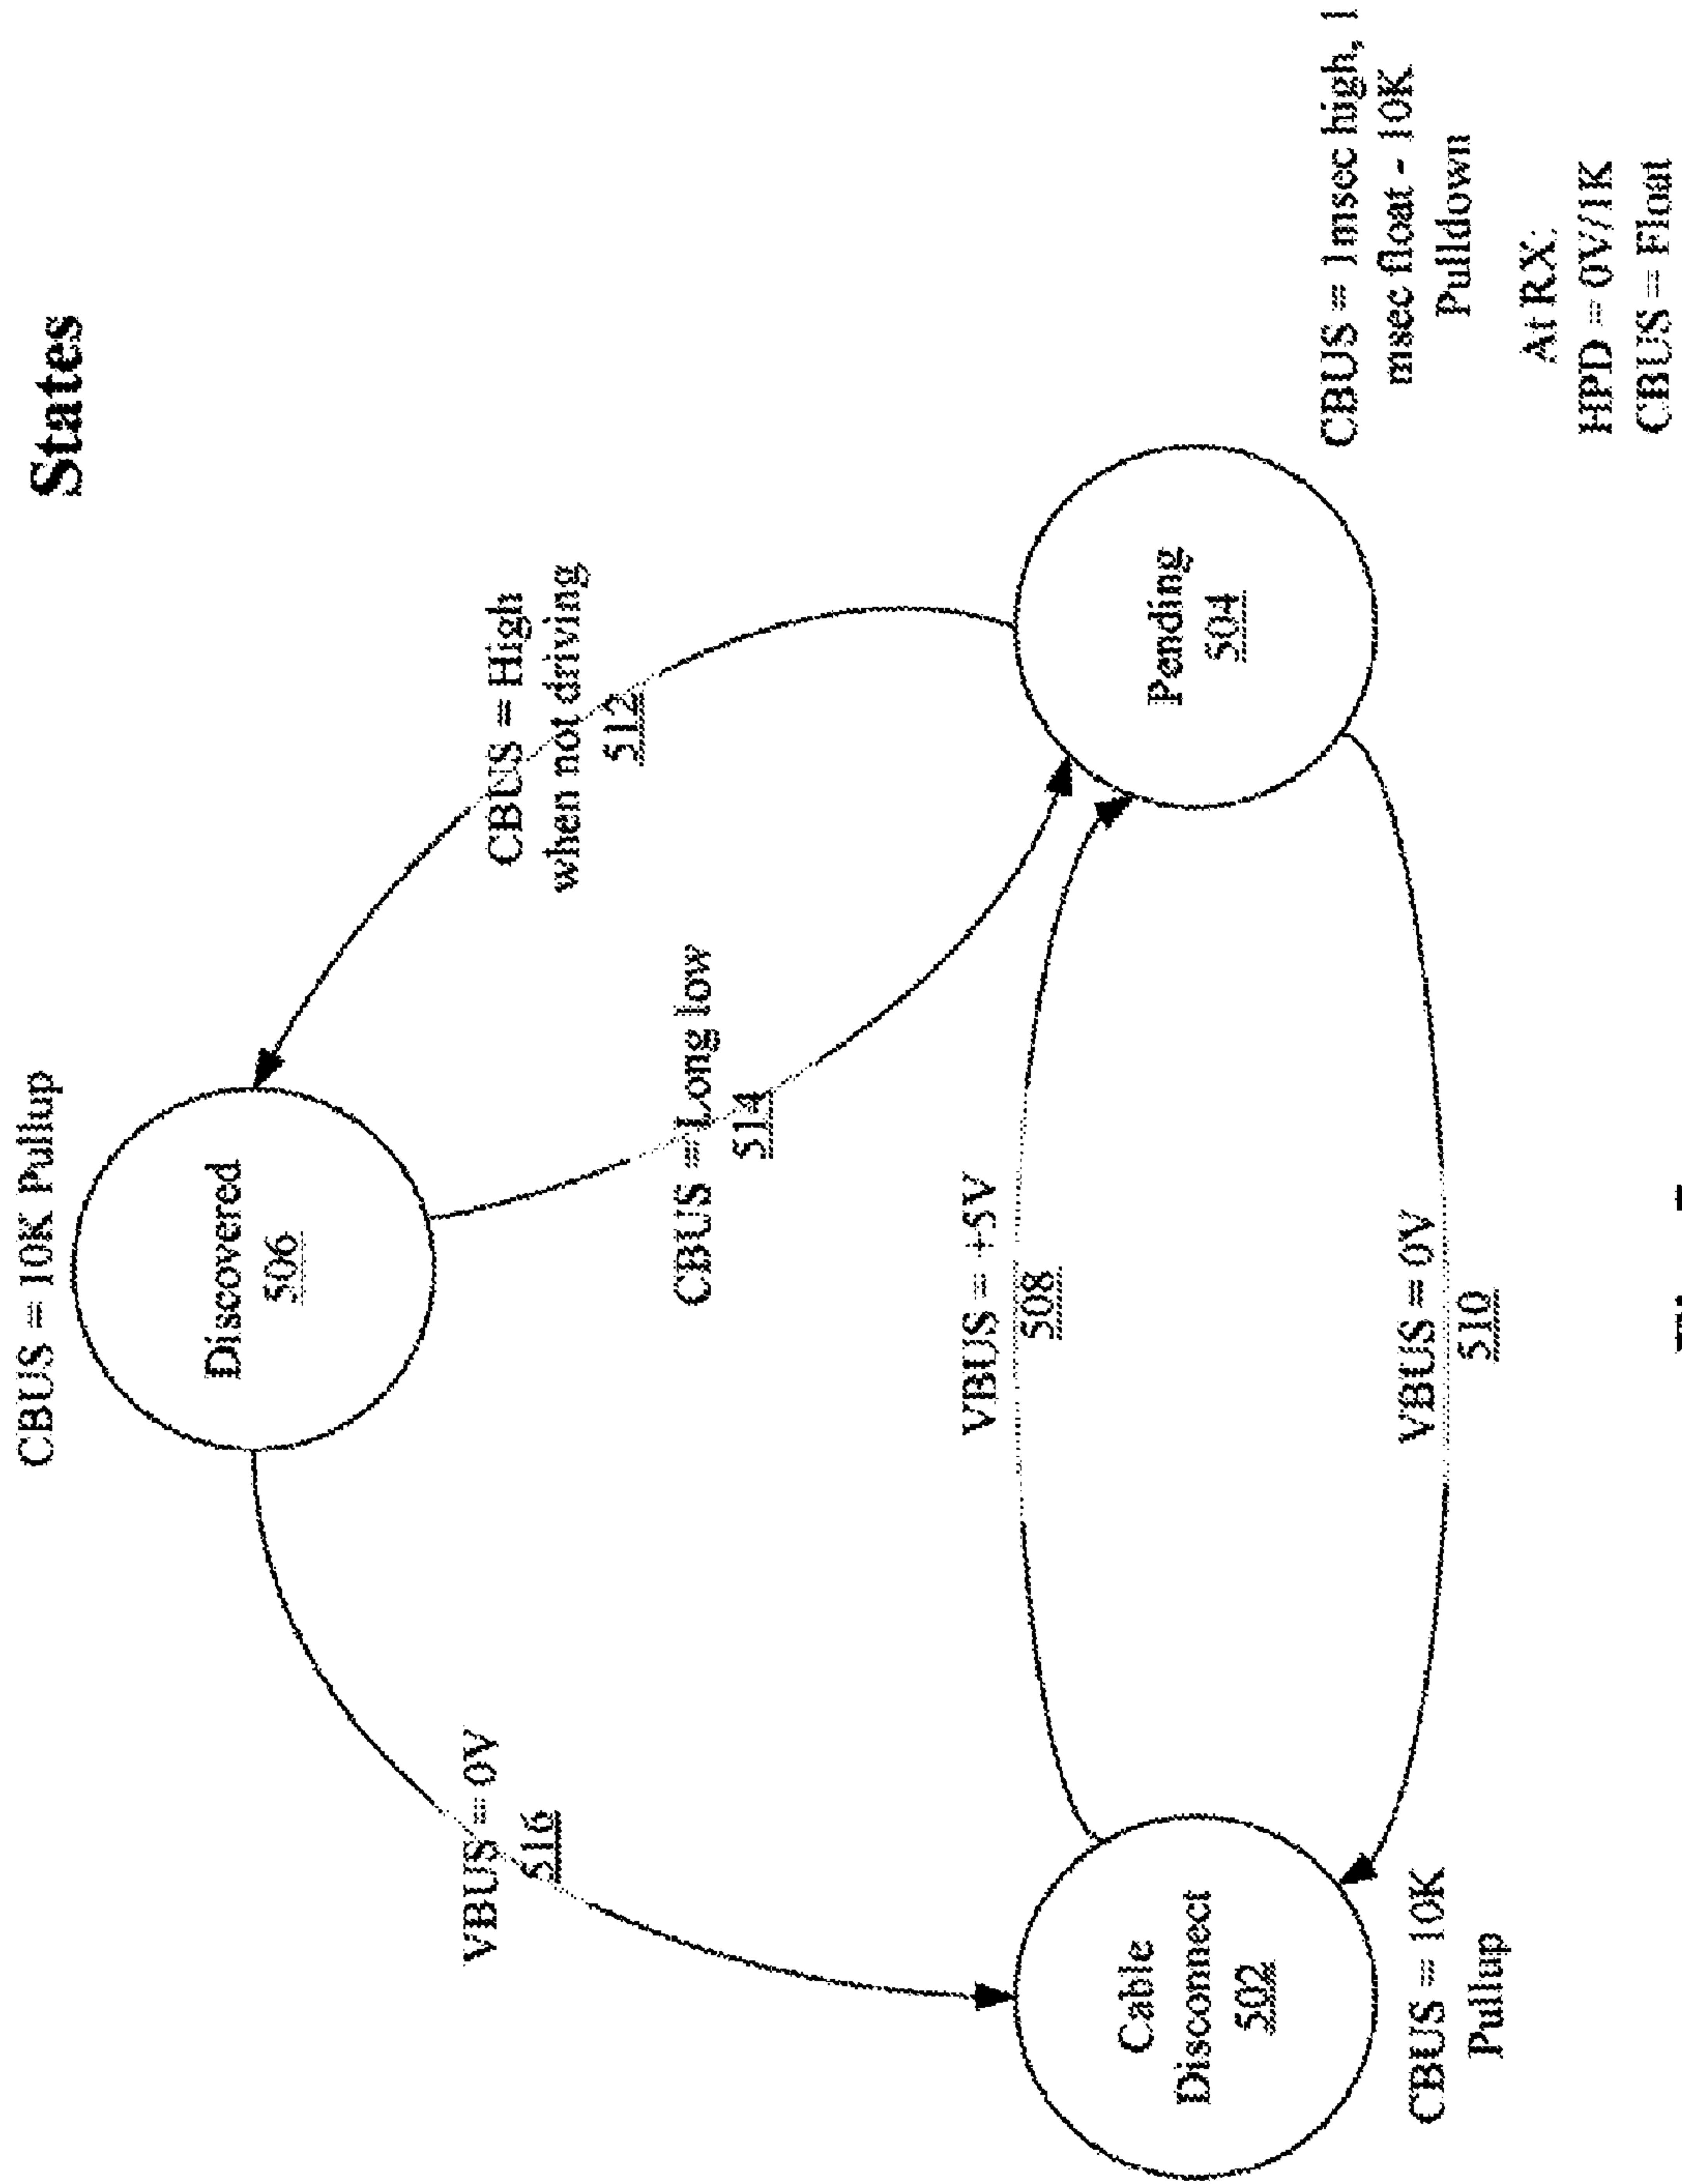 States
CBUS = 10K Pullup
Discovered
506
CBUS = High
when not driving
512
VBUS = 0V
516
CBUS = Long low
514
VBUS = +5V
508
Cable
Disconnect
502
Pending
504
VBUS = 0V
510
CBUS = 10K
Pullup
CBUS = 1msec high, 1
msec float - 10K
Pulldown
At RX:
HPD = 0V/1K
CBUS = Float